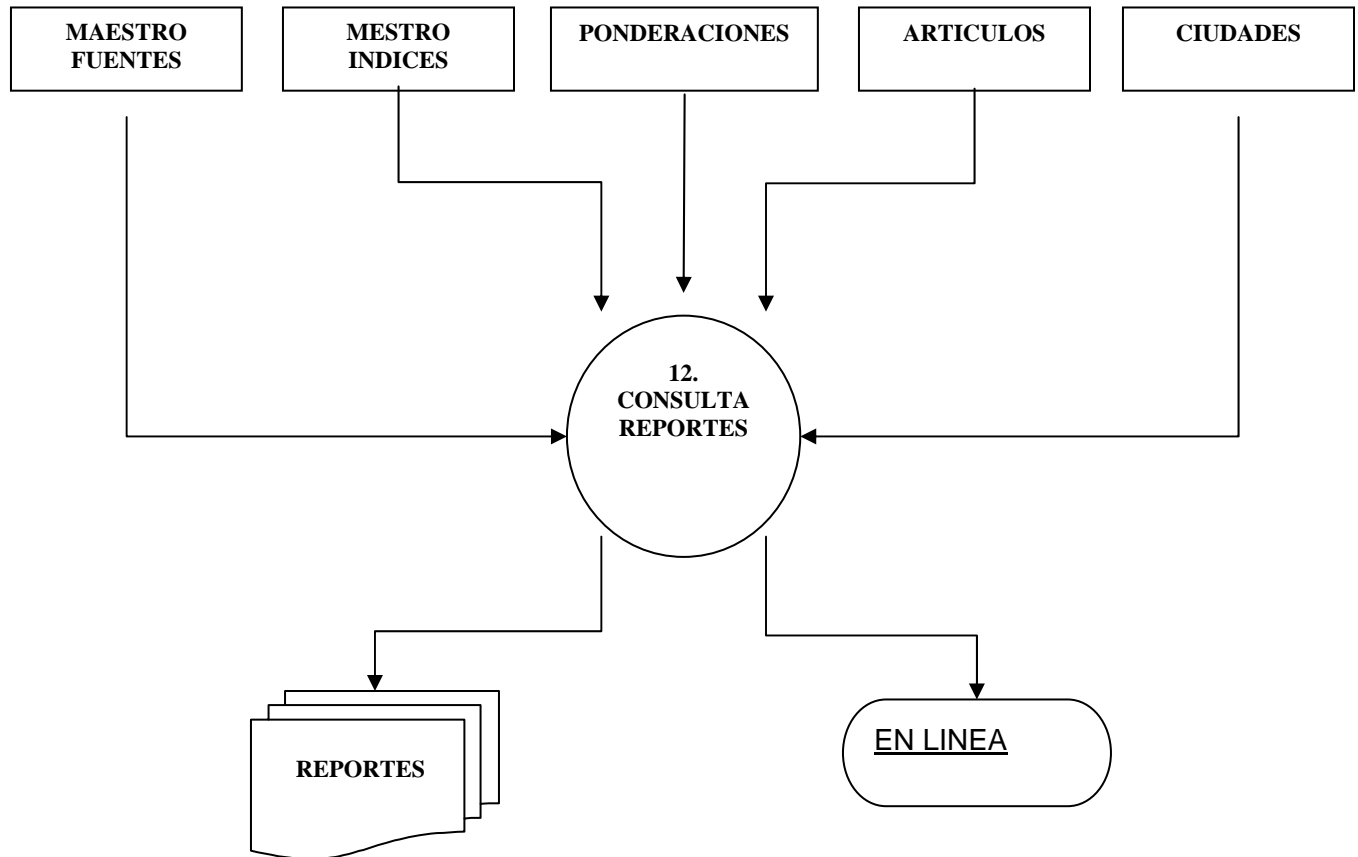 MAESTRO
FUENTES
MESTRO
INDICES
PONDERACIONES
ARTICULOS
CIUDADES
12.
CONSULTA
REPORTES
REPORTES
EN LINEA